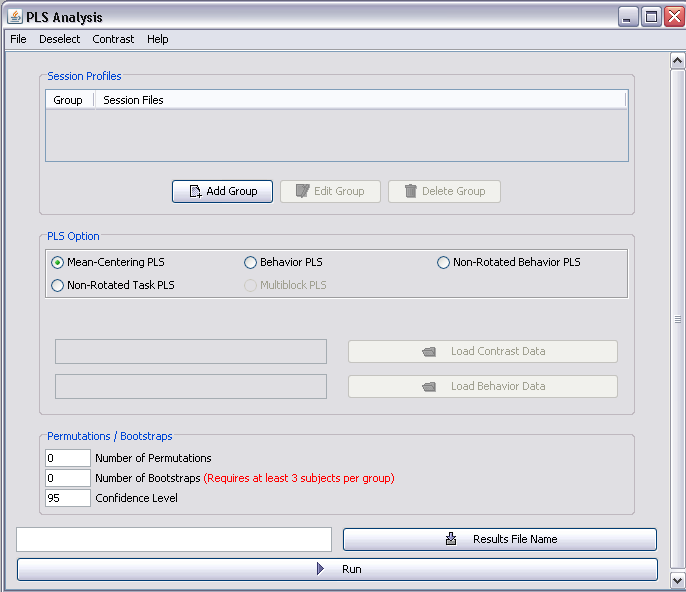 PLS Analysis
File Deselect Contrast Help
Session Profiles
Group Session Files
Add Group Edit Group Delete Group
PLS Option
Mean-Centering PLS Behavior PLS Non-Rotated Behavior PLS
Non-Rotated Task PLS Multiblock PLS
Load Contrast Data
Load Behavior Data
Permutations / Bootstraps
0 Number of Permutations
0 Number of Bootstraps (Requires at least 3 subjects per group)
95 Confidence Level
Results File Name
Run